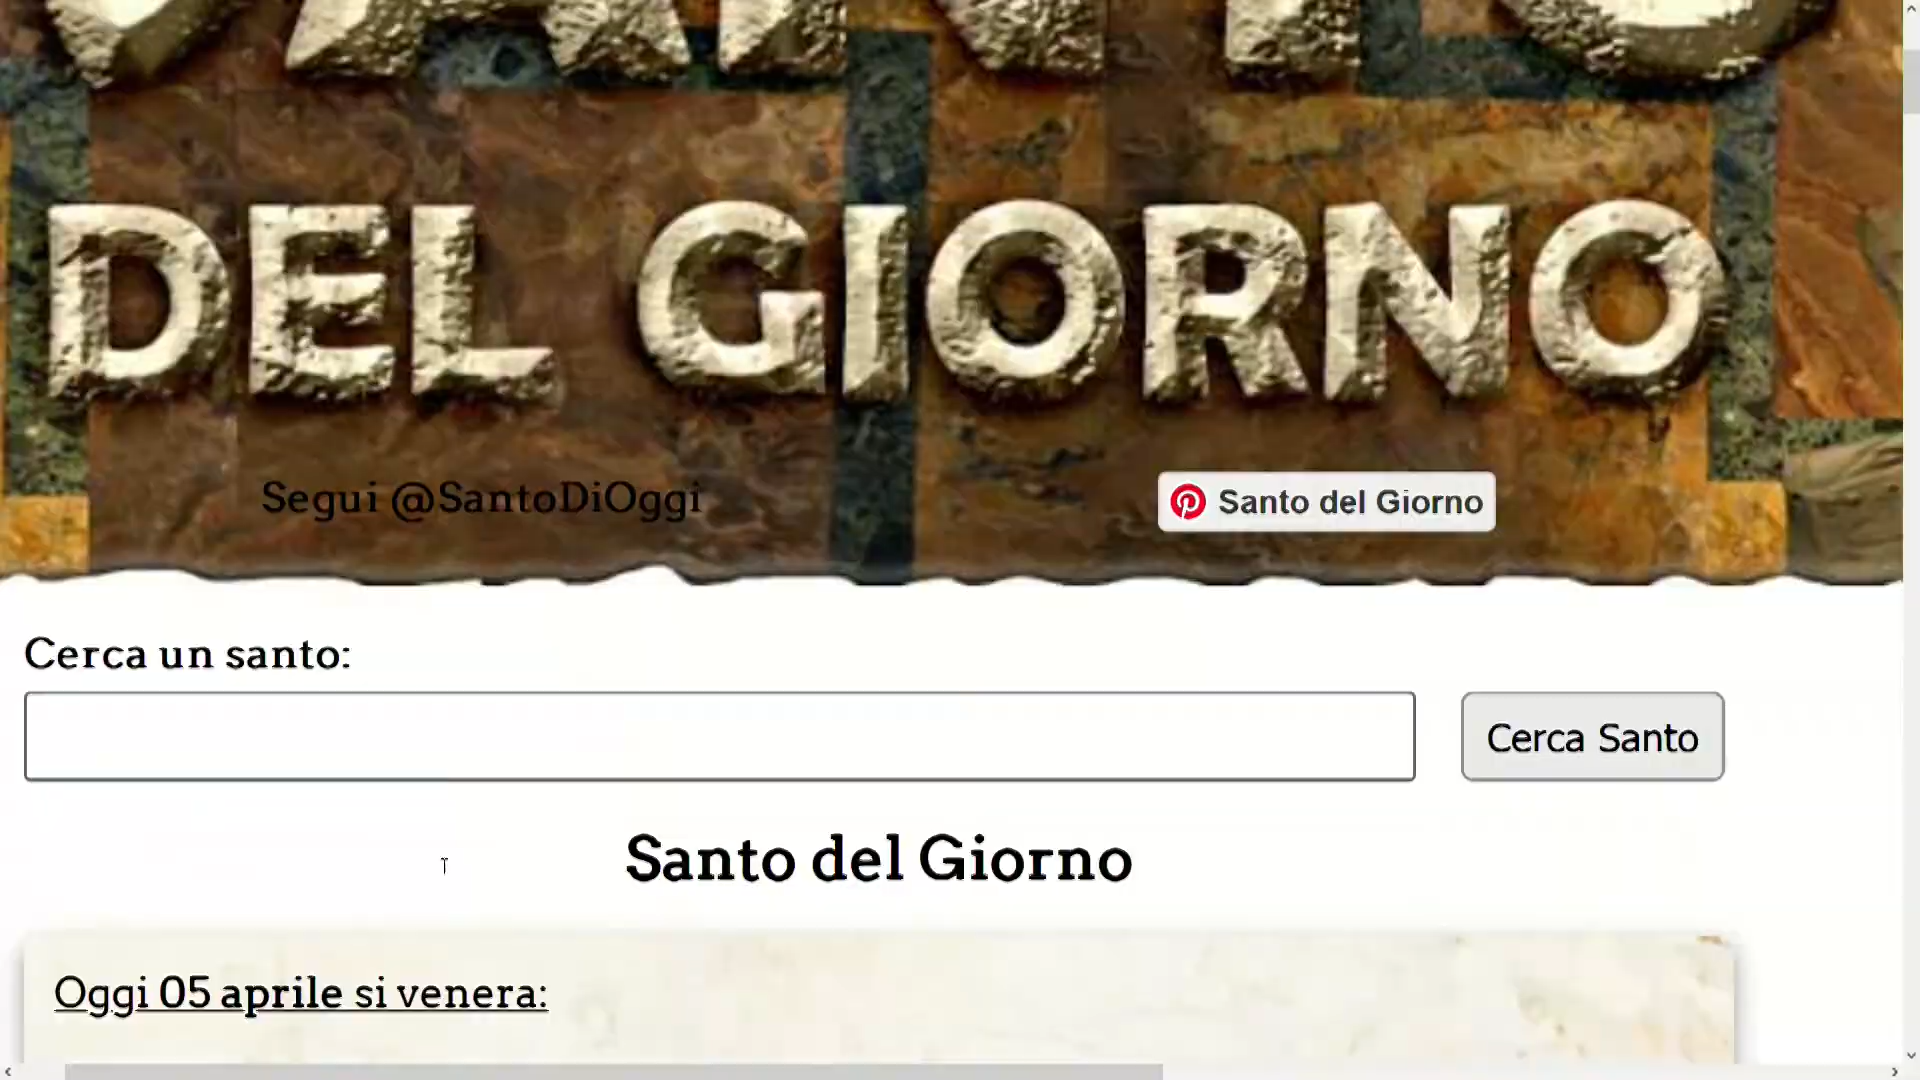 DEL GIORNO
Segui @SantoDiOggi
Santo del Giorno
Cerca un santo:
Cerca Santo
Santo del Giorno
Oggi 05 aprile si venera: